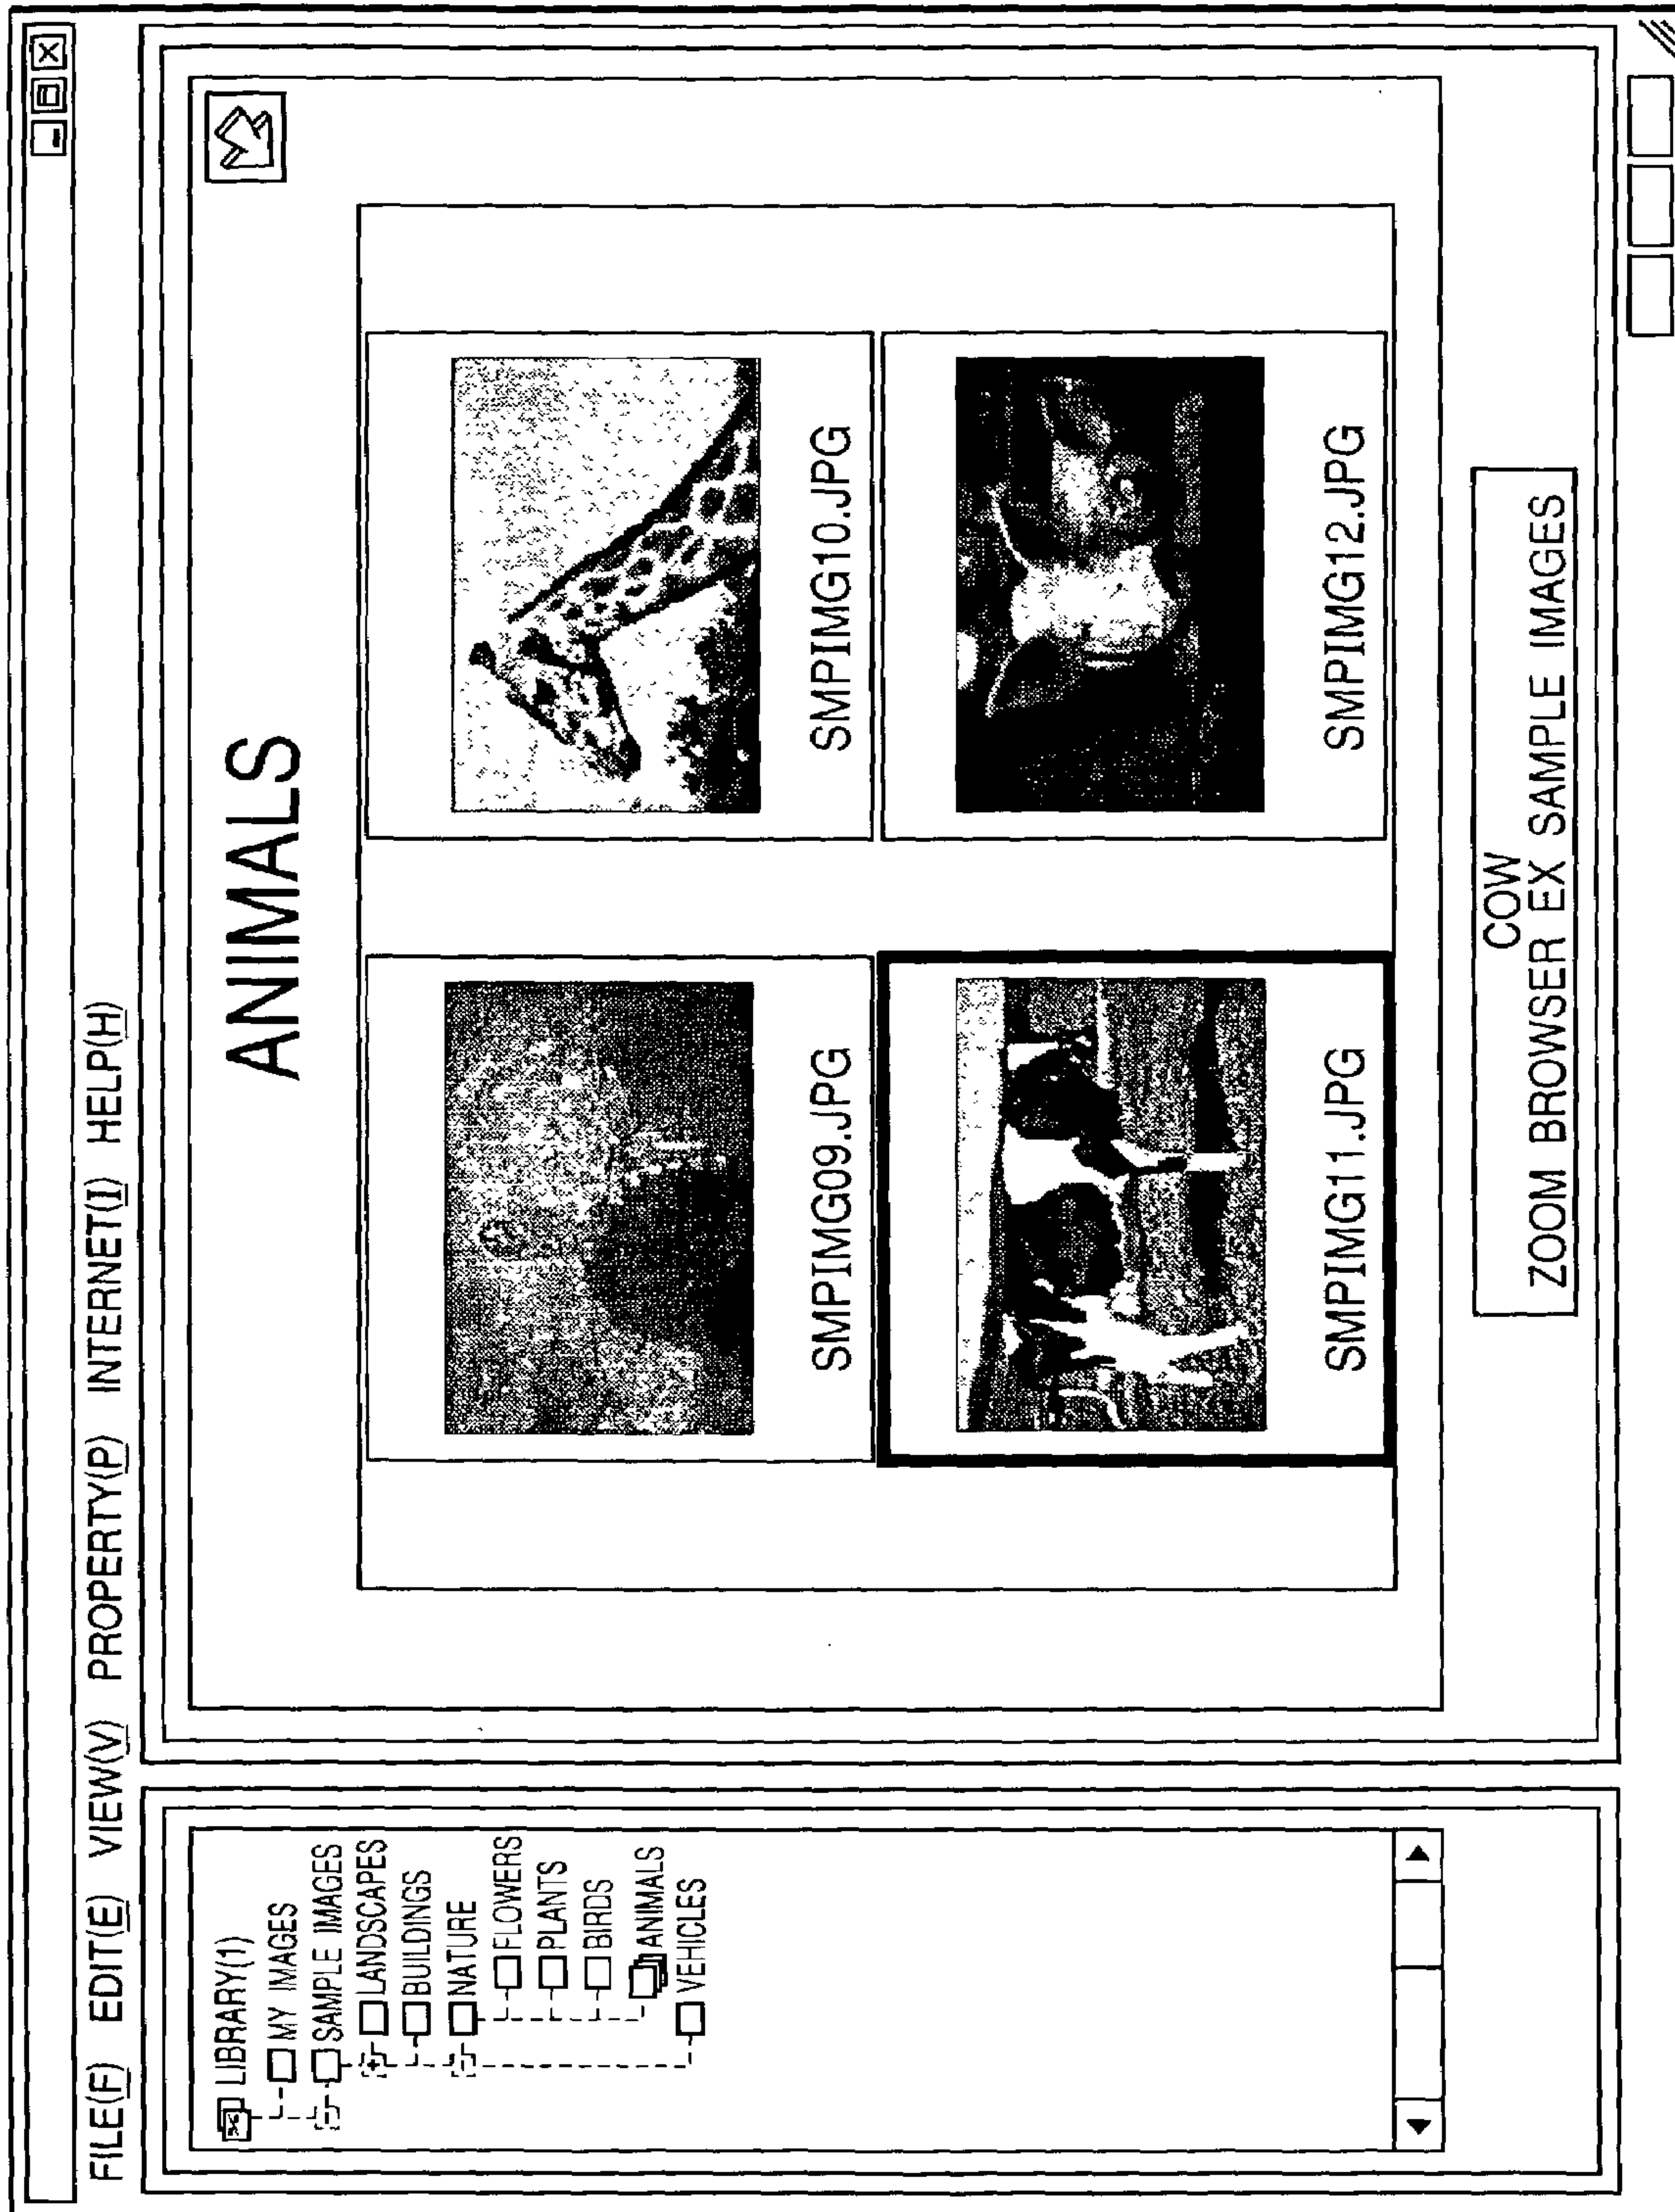 FILE(F) EDIT(E) VIEW(V) PROPERTY(P) INTERNET(I) HELP(H)
LIBRARY(1)
MY IMAGES
SAMPLE IMAGES
LANDSCAPES
BUILDINGS
NATURE
FLOWERS
PLANTS
BIRDS
ANIMALS
VEHICLES
ANIMALS
SMPIMG09.JPG
SMPIMG10.JPG
SMPIMG11.JPG
SMPIMG12.JPG
COW
ZOOM BROWSER EX SAMPLE IMAGES